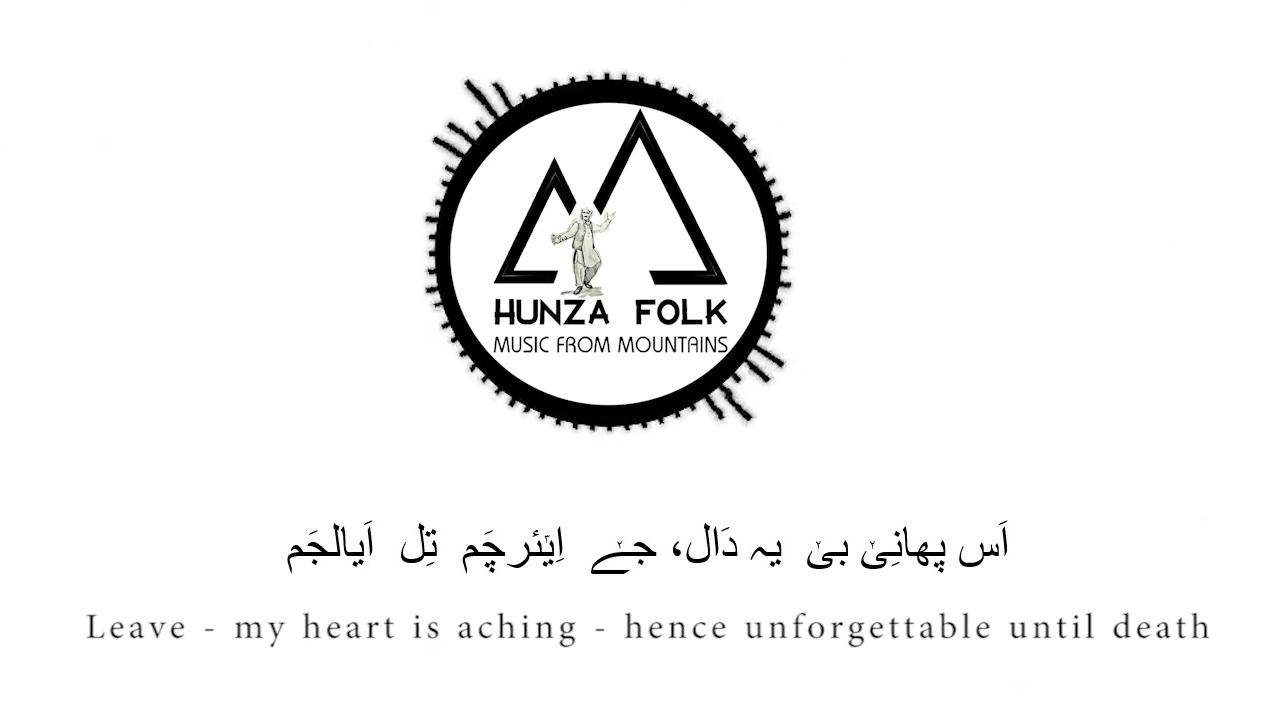 HUNZA FOLK
MUSIC FROM MOUNTAINS
اَس پھانِیٚ بیٚ یہ دَال، جےٚ اِیٚئرچَم تِل اَیالجَم
Leave - my heart is aching - hence unforgettable until death